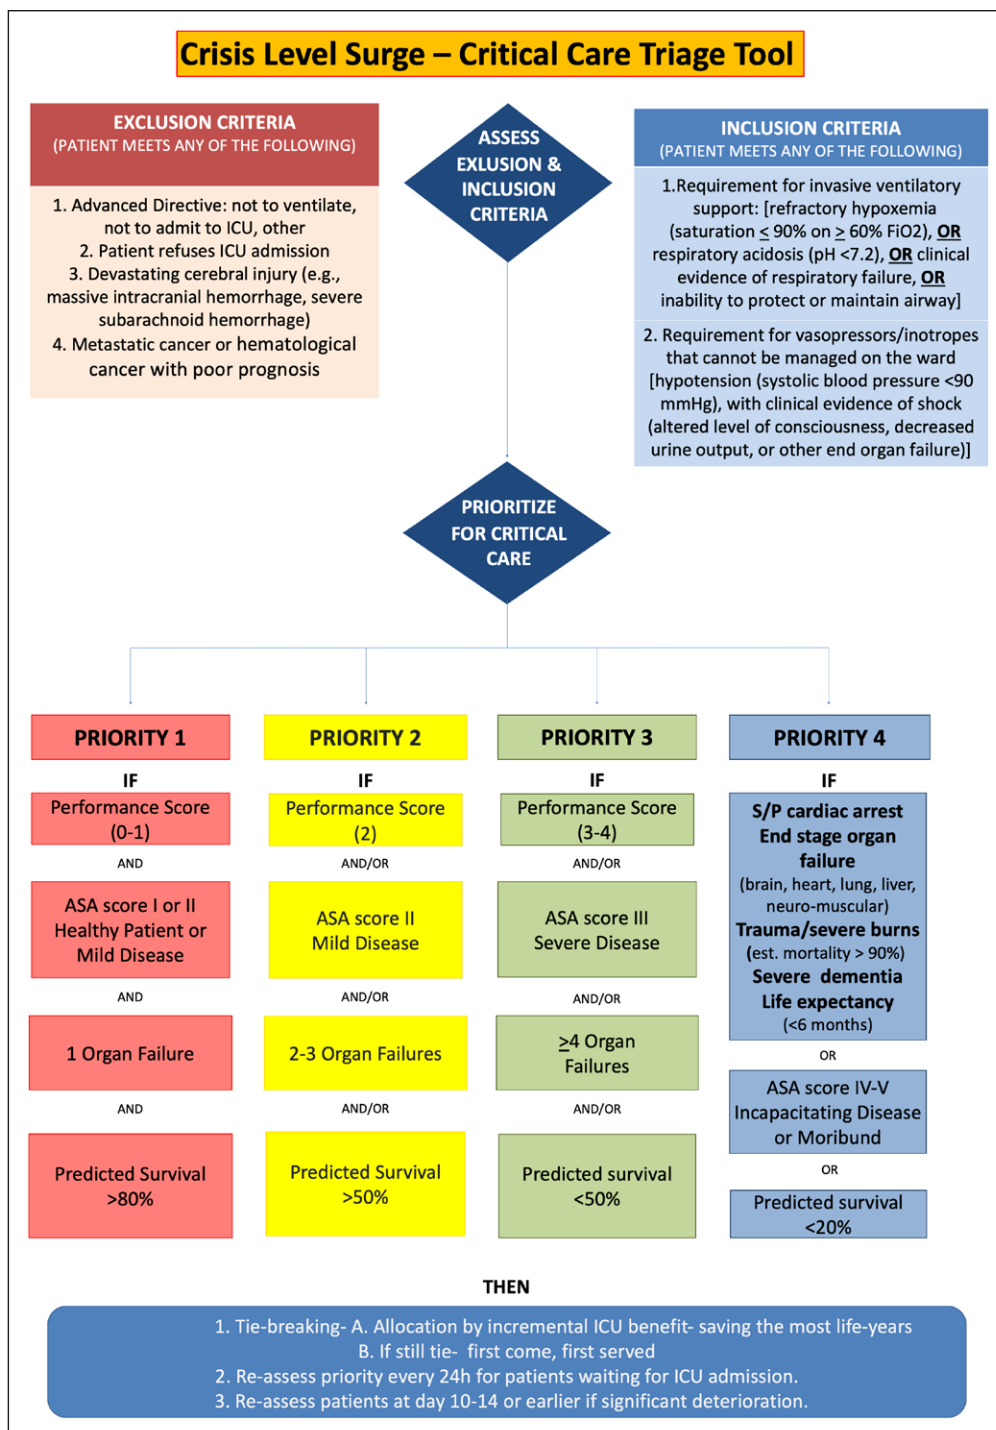 Crisis Level Surge – Critical Care Triage Tool
EXCLUSION CRITERIA
(PATIENT MEETS ANY OF THE FOLLOWING)
1. Advanced Directive: not to ventilate,
not to admit to ICU, other
2. Patient refuses ICU admission
3. Devastating cerebral injury (e.g.,
massive intracranial hemorrhage, severe
subarachnoid hemorrhage)
4. Metastatic cancer or hematological
cancer with poor prognosis
ASSESS
EXLUSION &
INCLUSION
CRITERIA
INCLUSION CRITERIA
(PATIENT MEETS ANY OF THE FOLLOWING)
1.Requirement for invasive ventilatory
support: [refractory hypoxemia
(saturation < 90% on > 60% FiO2), OR
respiratory acidosis (pH <7.2), OR clinical
evidence of respiratory failure, OR
inability to protect or maintain airway]
2. Requirement for vasopressors/inotropes
that cannot be managed on the ward
[hypotension (systolic blood pressure <90
mmHg), with clinical evidence of shock
(altered level of consciousness, decreased
urine output, or other end organ failure)]
PRIORITIZE
FOR CRITICAL
CARE
PRIORITY 1
IF
Performance Score
(0-1)
AND
ASA score I or II
Healthy Patient or
Mild Disease
AND
1 Organ Failure
AND
Predicted Survival
>80%
PRIORITY 2
IF
Performance Score
(2)
AND/OR
ASA score II
Mild Disease
AND/OR
2-3 Organ Failures
AND/OR
Predicted Survival
>50%
PRIORITY 3
IF
Performance Score
(3-4)
AND/OR
ASA score III
Severe Disease
AND/OR
>4 Organ
Failures
AND/OR
Predicted survival
<50%
PRIORITY 4
IF
S/P cardiac arrest
End stage organ
failure
(brain, heart, lung, liver,
neuro-muscular)
Trauma/severe burns
(est. mortality > 90%)
Severe dementia
Life expectancy
(<6 months)
OR
ASA score IV-V
Incapacitating Disease
or Moribund
OR
Predicted survival
<20%
THEN
1. Tie-breaking- A. Allocation by incremental ICU benefit- saving the most life-years
B. If still tie- first come, first served
2. Re-assess priority every 24h for patients waiting for ICU admission.
3. Re-assess patients at day 10-14 or earlier if significant deterioration.